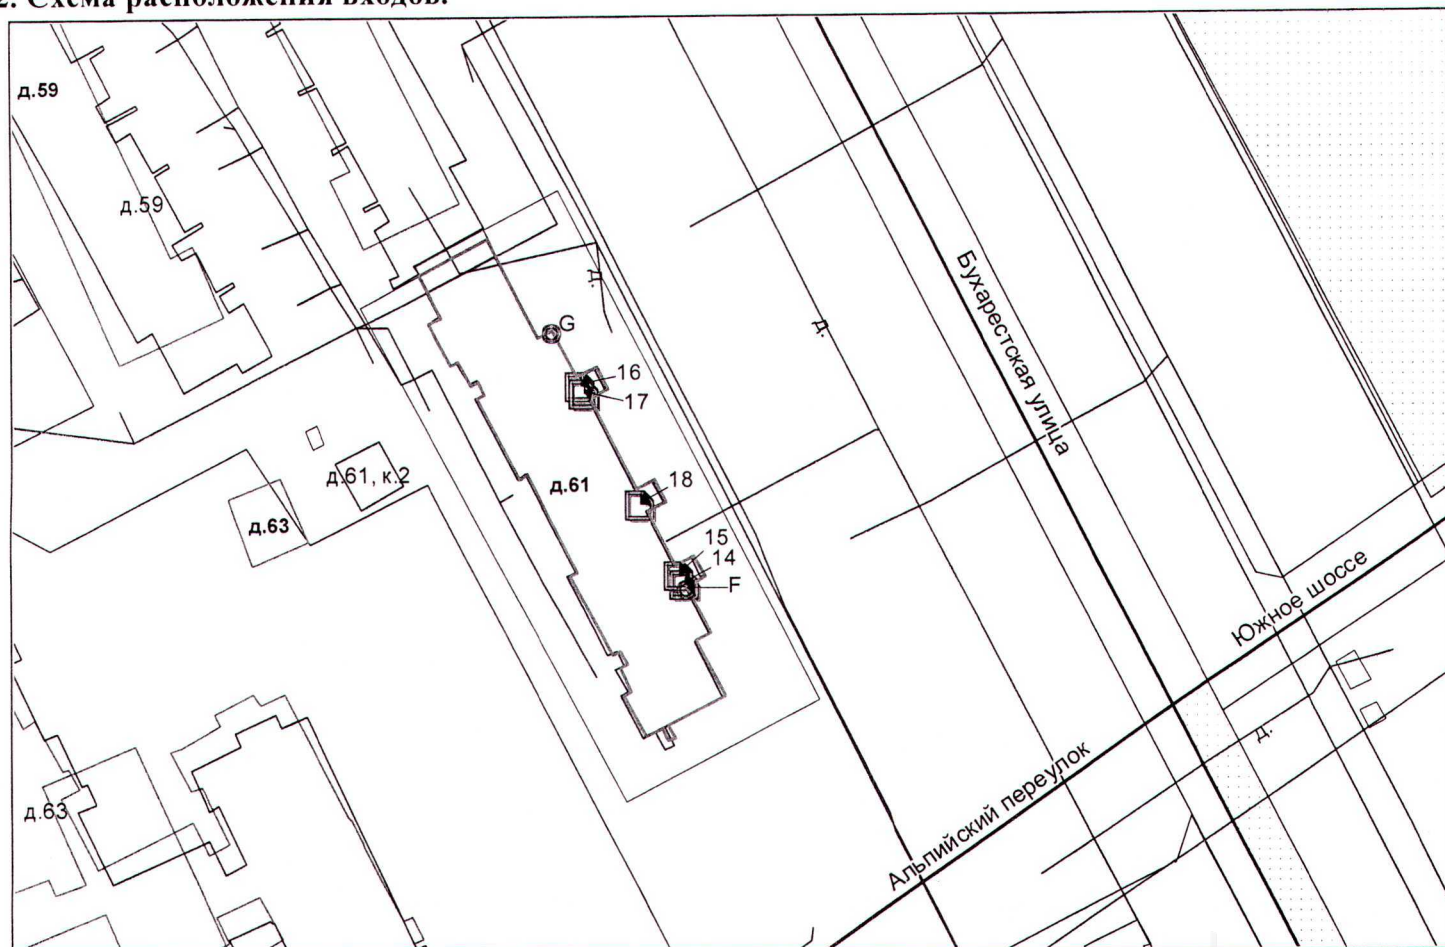 2. Схема расположения входов.
д.59
д.59
д.
д.
Бухарестская улица
G
16
17
д.61, к.2
д.61
18
д.63
15
14
F
Южное шоссе
д.
Альпийский переулок
д.63